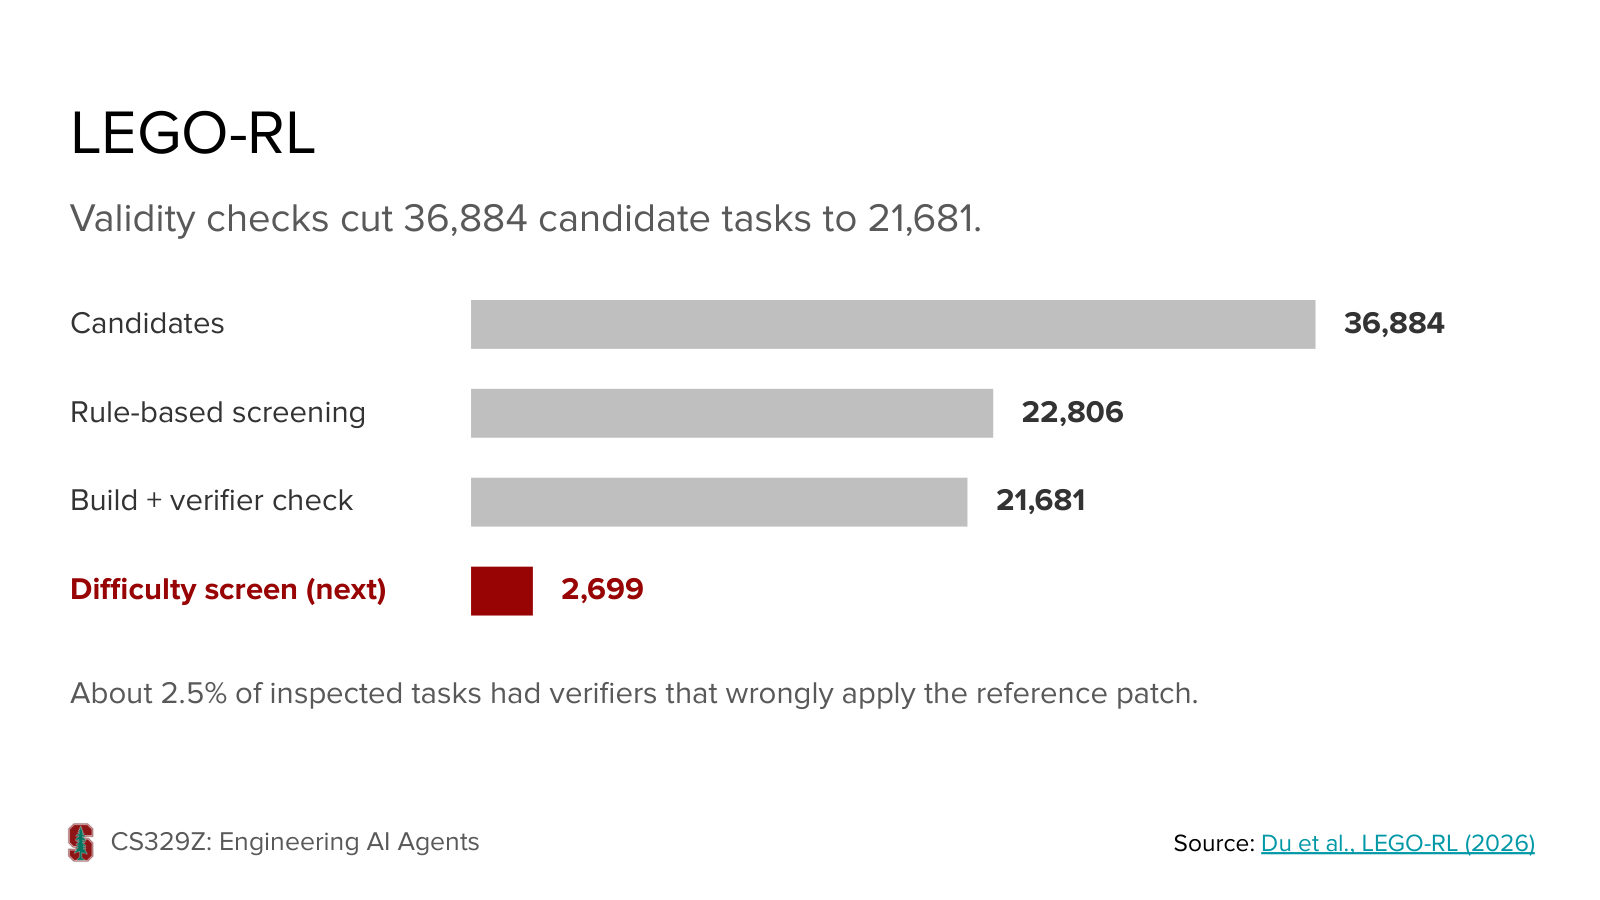 LEGO-RL
Validity checks cut 36,884 candidate tasks to 21,681.
Candidates 36,884
Rule-based screening 22,806
Build + verifier check 21,681
Difficulty screen (next) 2,699
About 2.5% of inspected tasks had verifiers that wrongly apply the reference patch.
CS329Z: Engineering AI Agents
Source: Du et al., LEGO-RL (2026)